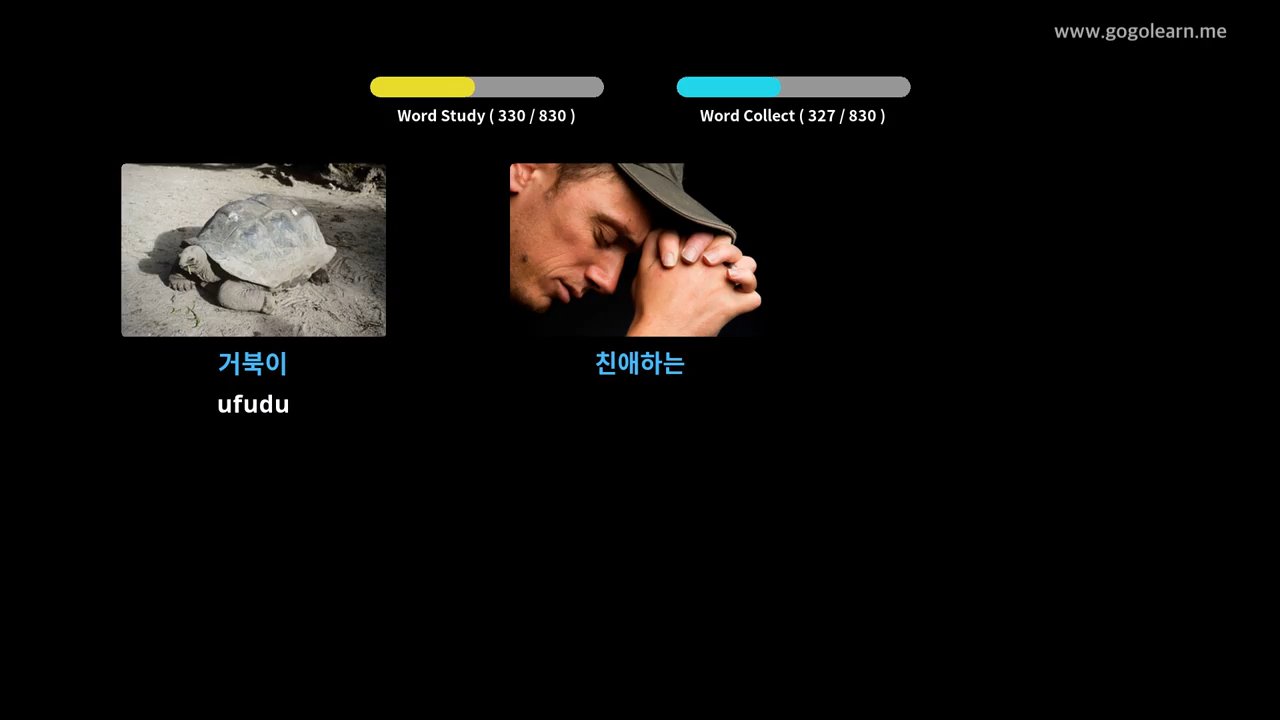 www.gogolearn.me
Word Study ( 330 / 830 )
Word Collect ( 327 / 830 )
거북이
친애하는
ufudu